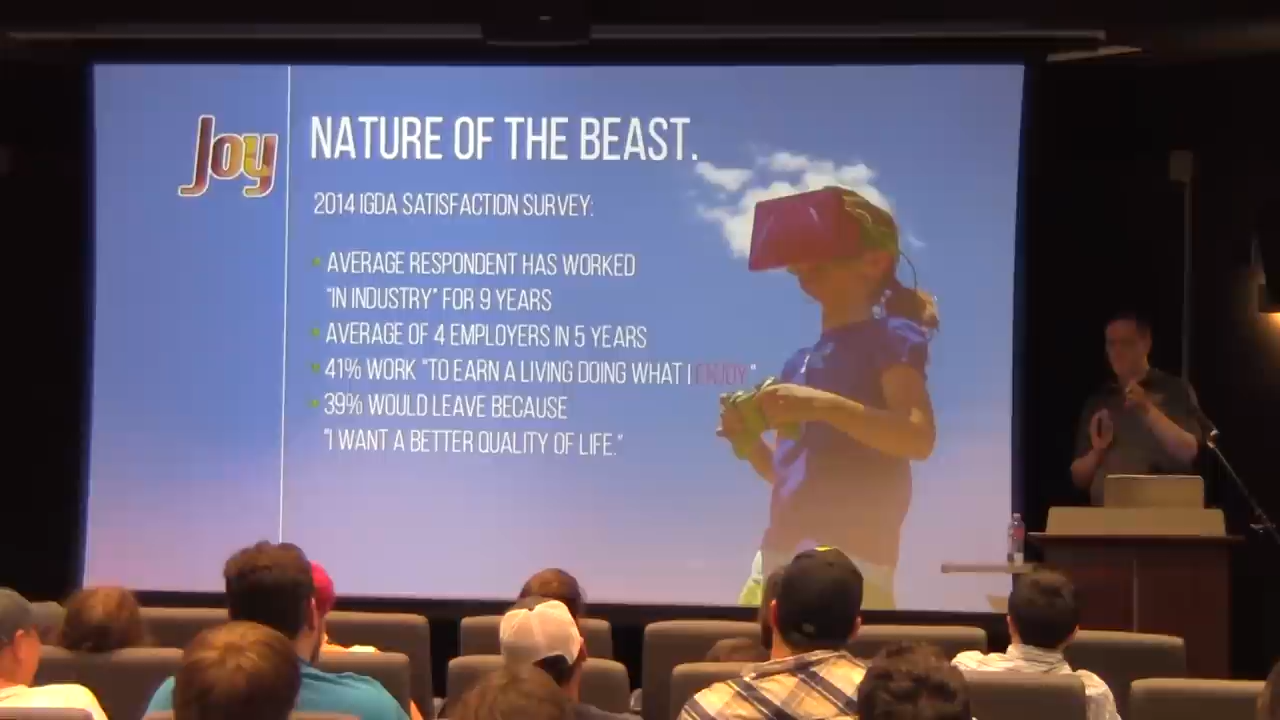 Joy
NATURE OF THE BEAST.
2014 IGDA SATISFACTION SURVEY:
• AVERAGE RESPONDENT HAS WORKED
"IN INDUSTRY" FOR 9 YEARS
• AVERAGE OF 4 EMPLOYERS IN 5 YEARS
• 41% WORK "TO EARN A LIVING DOING WHAT I ENJOY"
• 39% WOULD LEAVE BECAUSE
"I WANT A BETTER QUALITY OF LIFE."